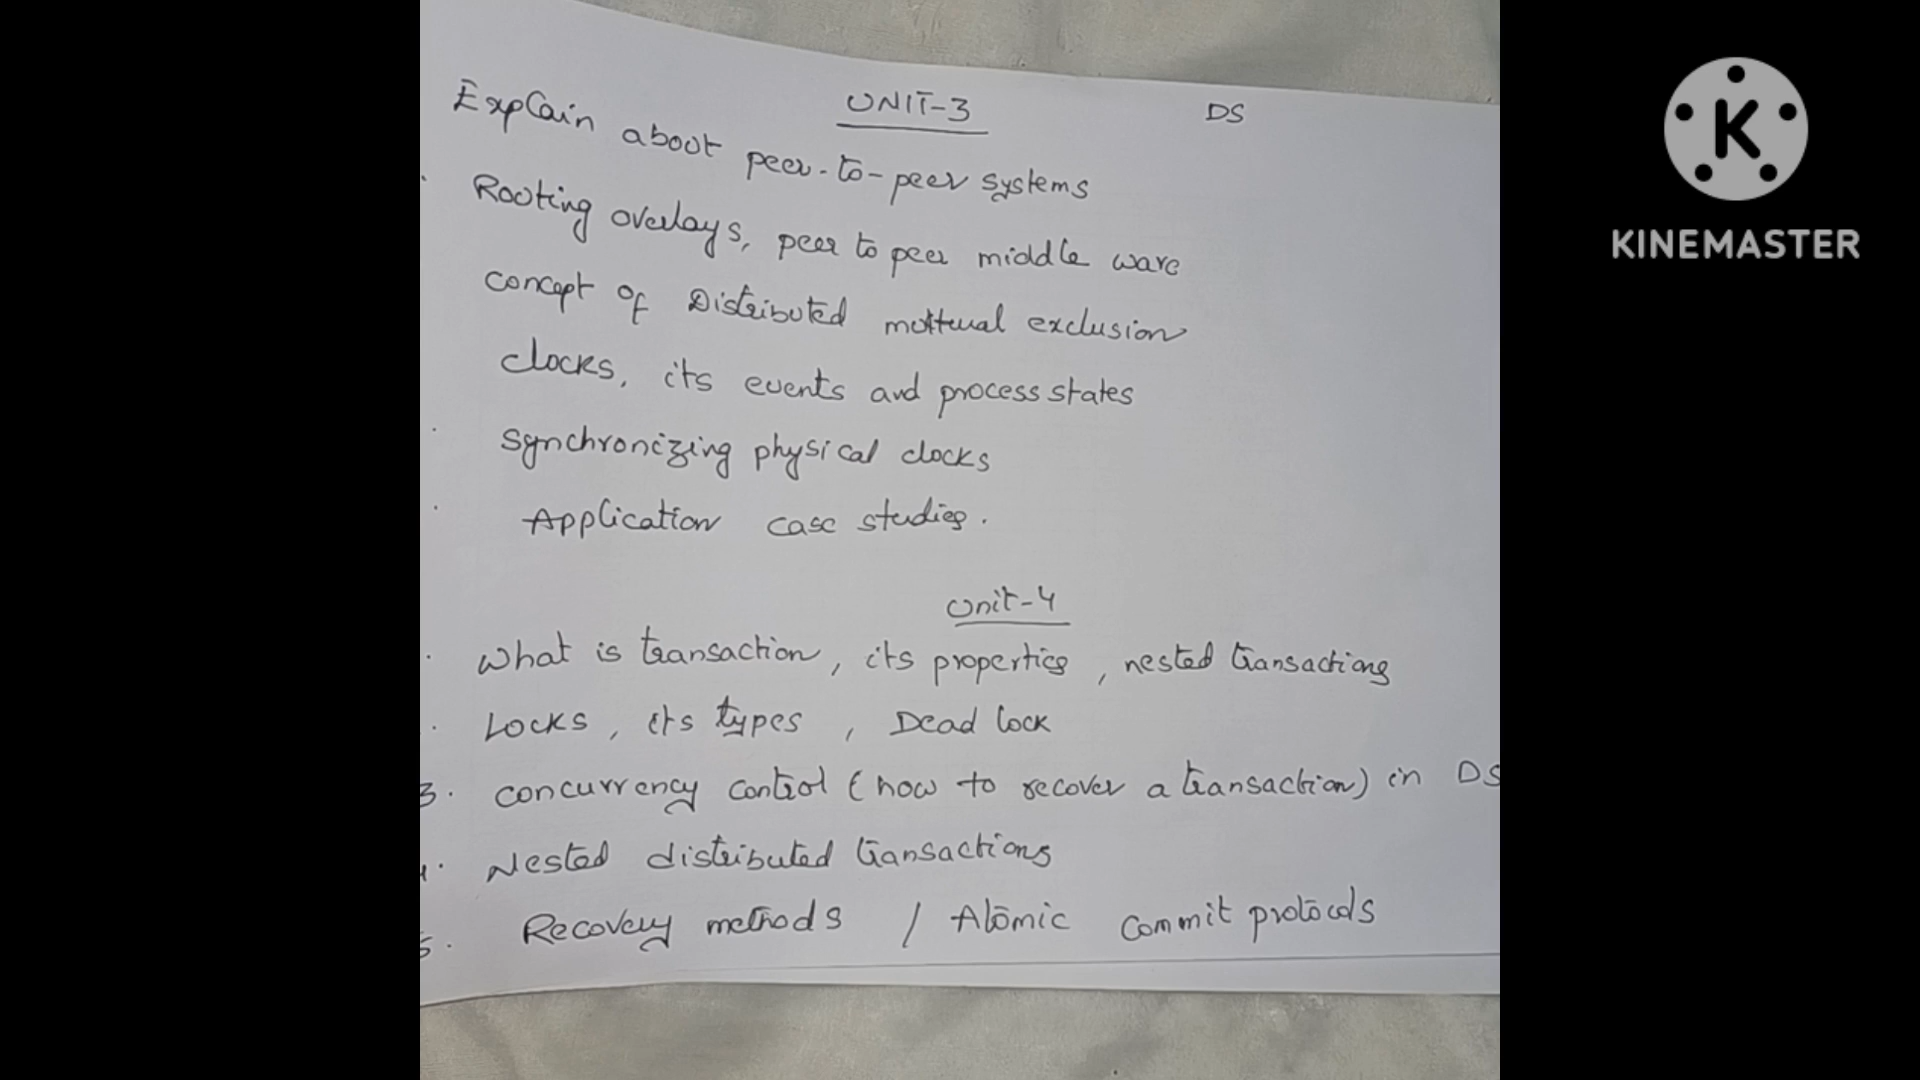 UNIT-3
DS
Explain about peer-to-peer systems
Rooting overlays, peer to peer middle ware
concept of Distributed muttual exclusion
clocks, its events and process states
synchronizing physical clocks
Application case studies.
Unit-4
What is transaction, its properties, nested transactions
Locks, its types, Dead lock
3. concurrency control (how to recover a transaction) in DS
4. Nested distributed transactions
5. Recovery methods / Atomic commit protocols
K
KINEMASTER